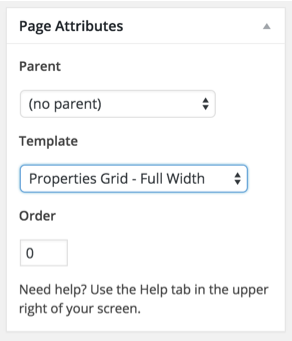 Page Attributes
Parent
(no parent)
Template
Properties Grid - Full Width
Order
0
Need help? Use the Help tab in the upper
right of your screen.